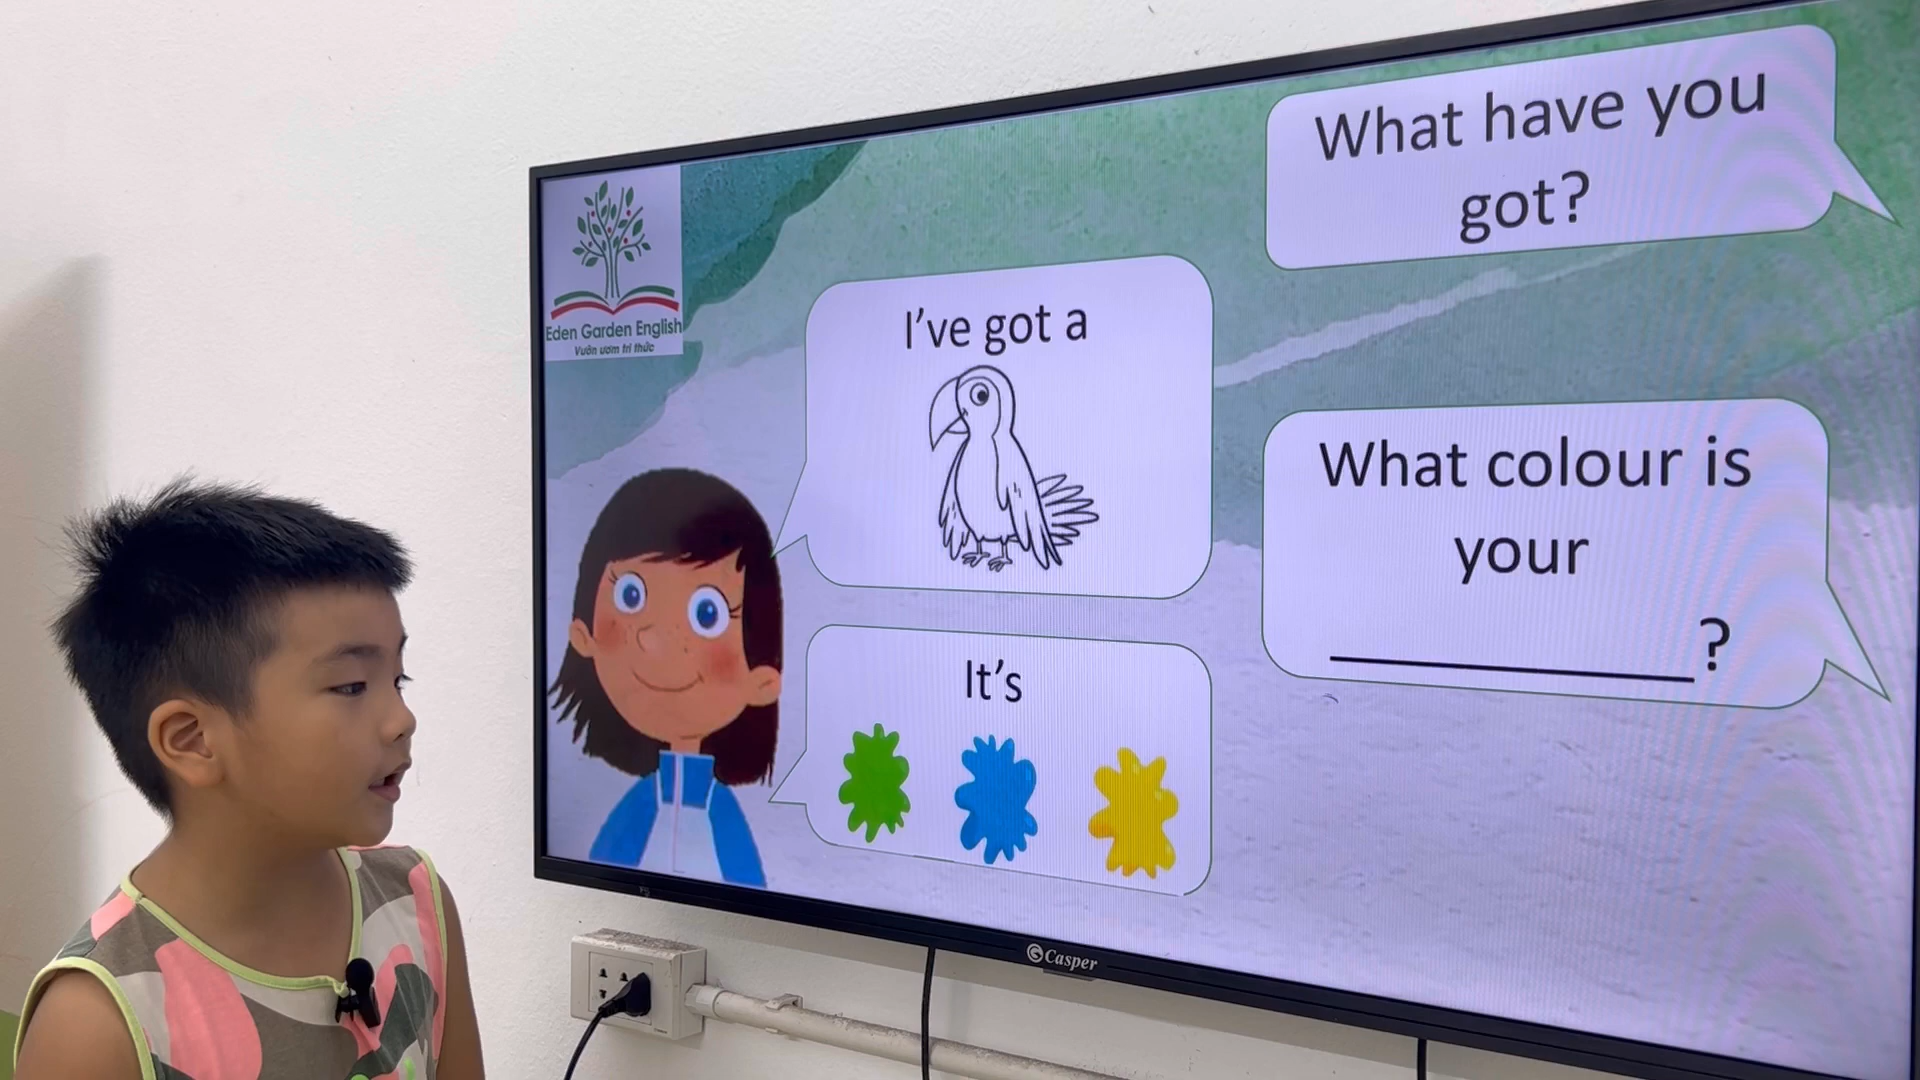 Eden Garden English
Vườn ươm tri thức
What have you
got?
I've got a
What colour is
your
__________?
It's
Casper